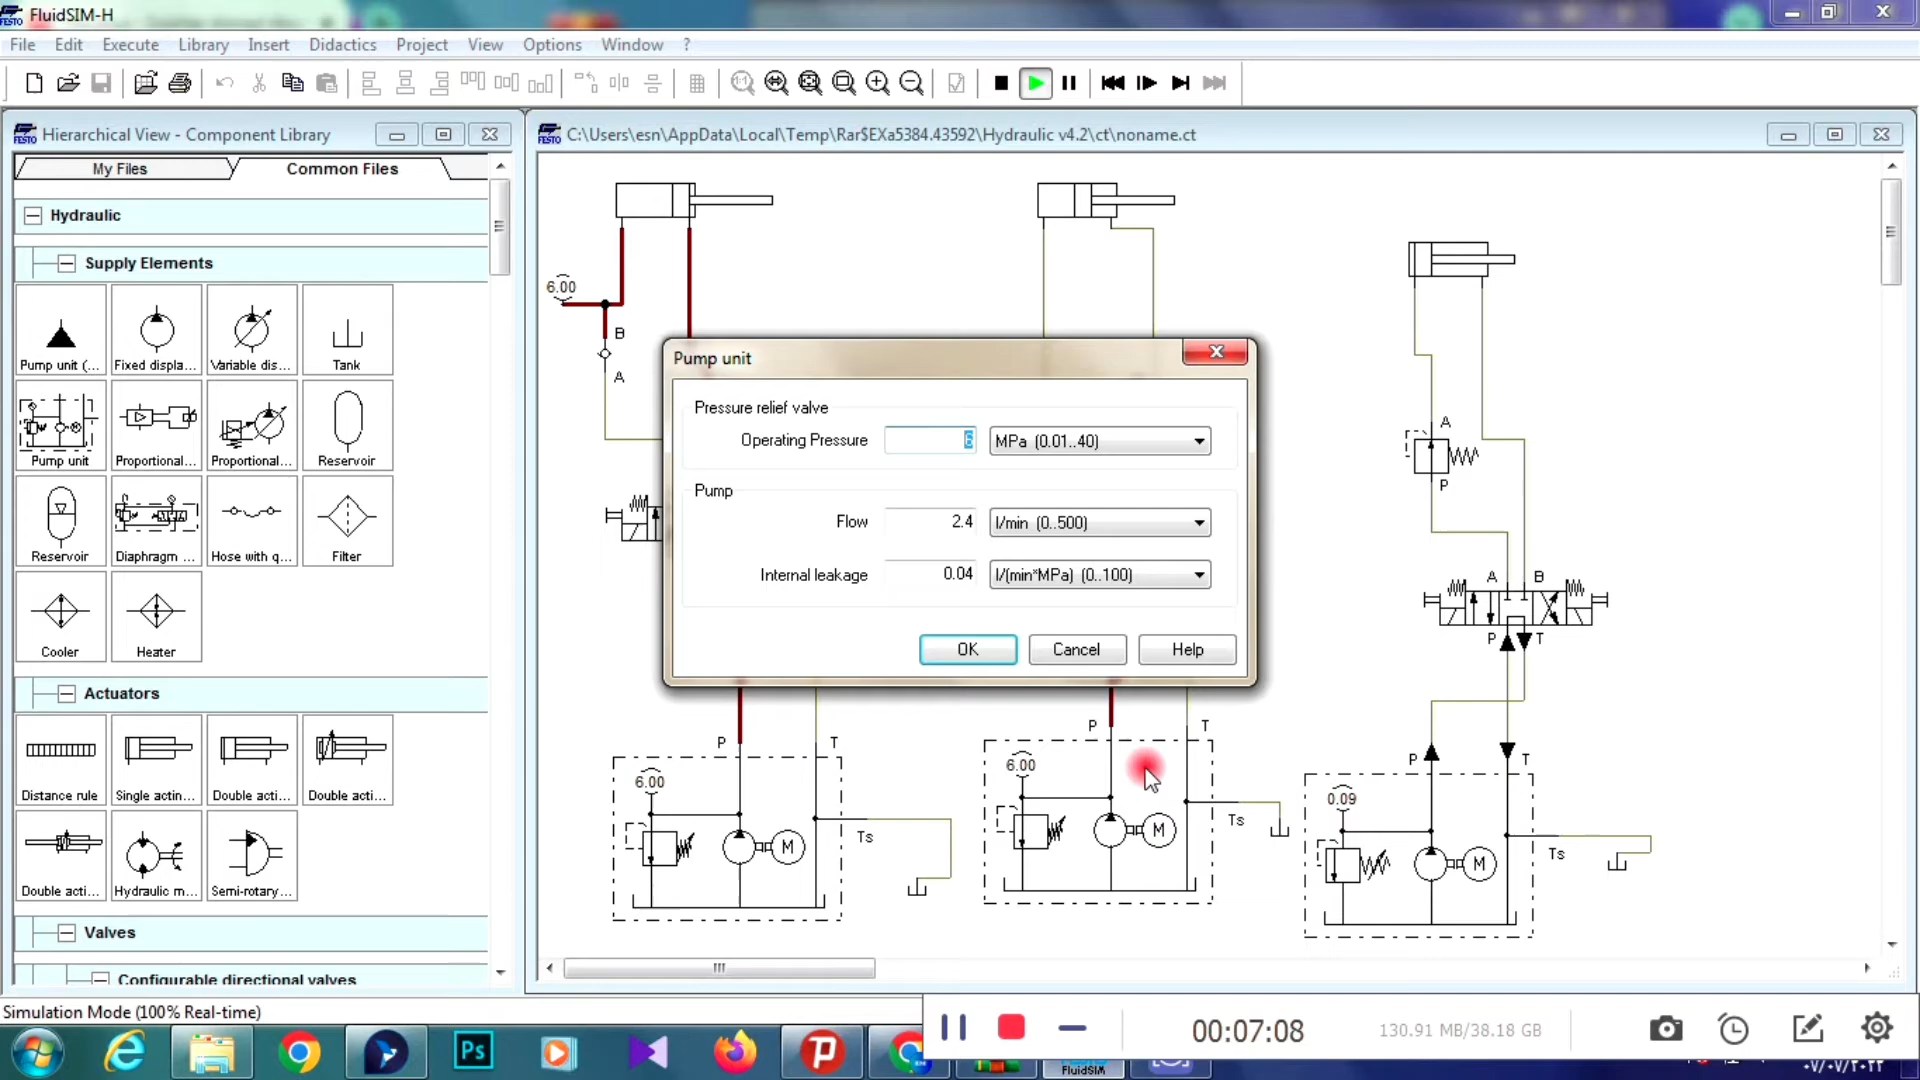 FluidSIM-H
File Edit Execute Library Insert Didactics Project View Options Window ?
Hierarchical View - Component Library
C:\Users\esn\AppData\Local\Temp\Rar$EXa5384.43592\Hydraulic v4.2\ct\noname.ct
My Files Common Files
Hydraulic
Supply Elements
Pump unit (... Fixed displa... Variable dis... Tank
Pump unit Proportional... Proportional... Reservoir
Reservoir Diaphragm ... Hose with q... Filter
Cooler Heater
Actuators
Distance rule Single actin... Double acti... Double acti...
Double acti... Hydraulic m... Semi-rotary...
Valves
Configurable directional valves
6.00
B
A
Pump unit
Pressure relief valve
Operating Pressure 6 MPa (0.01..40)
Pump
Flow 2.4 l/min (0..500)
Internal leakage 0.04 l/(min*MPa) (0..100)
OK Cancel Help
A
P
A B
P T
P T
6.00
M
Ts
P T
6.00
M
Ts
P T
0.09
M
Ts
Simulation Mode (100% Real-time)
00:07:08
130.91 MB/38.18 GB
Ps
FluidSIM